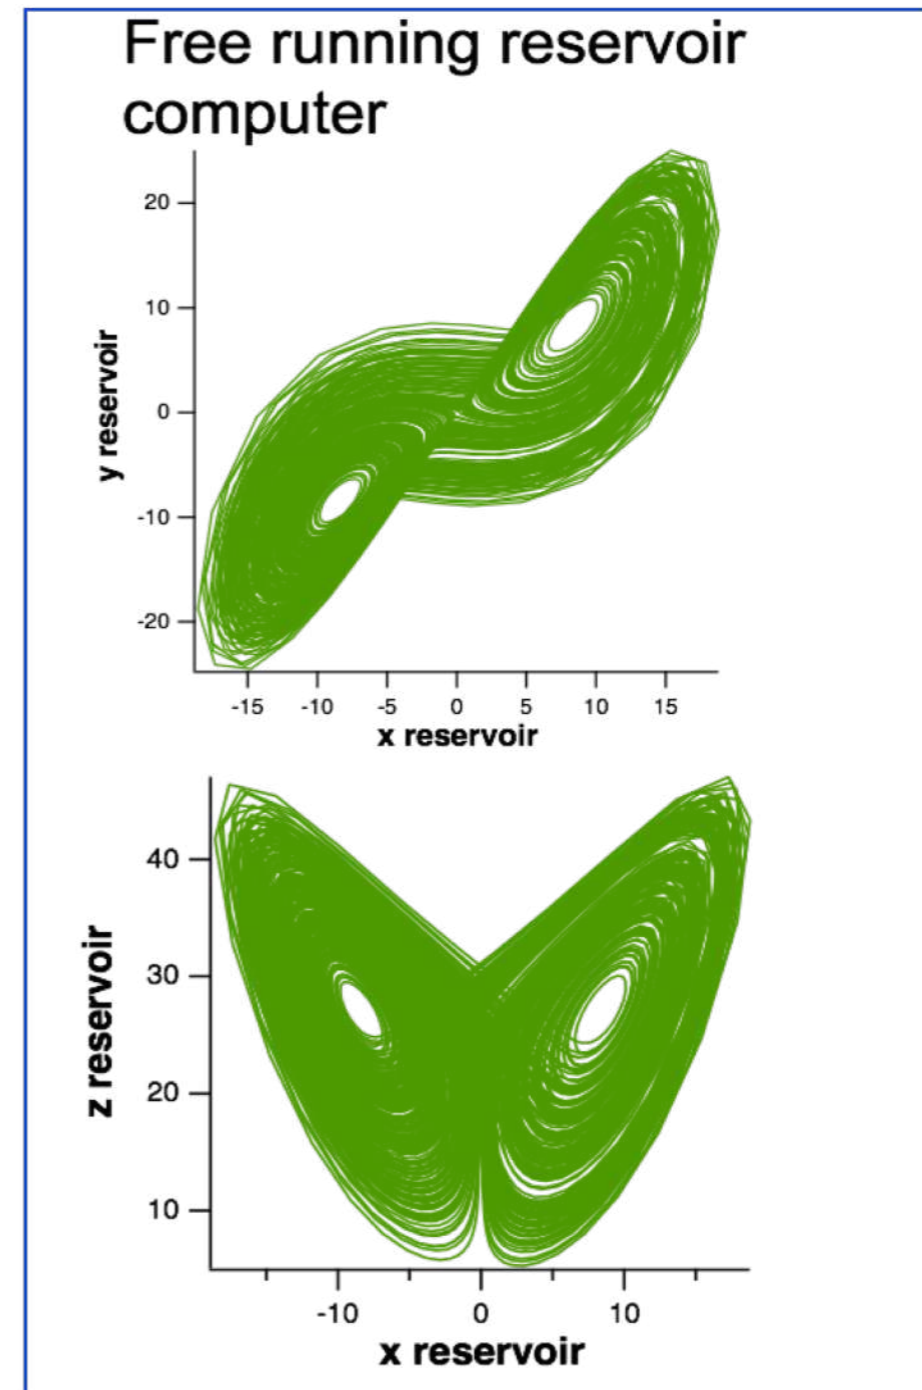 Free running reservoir
computer
20
10
0
-10
-20
y reservoir
-15 -10 -5 0 5 10 15
x reservoir
40
30
20
10
z reservoir
-10 0 10
x reservoir